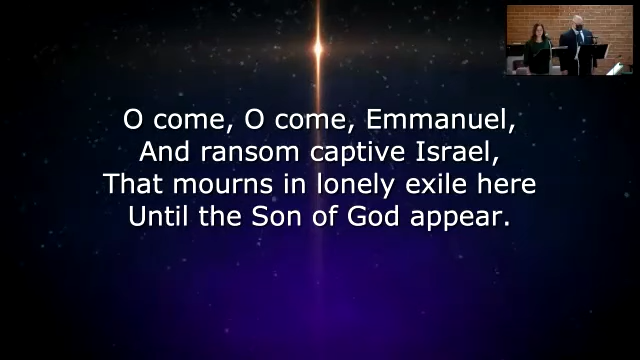 O come, O come, Emmanuel,
And ransom captive Israel,
That mourns in lonely exile here
Until the Son of God appear.